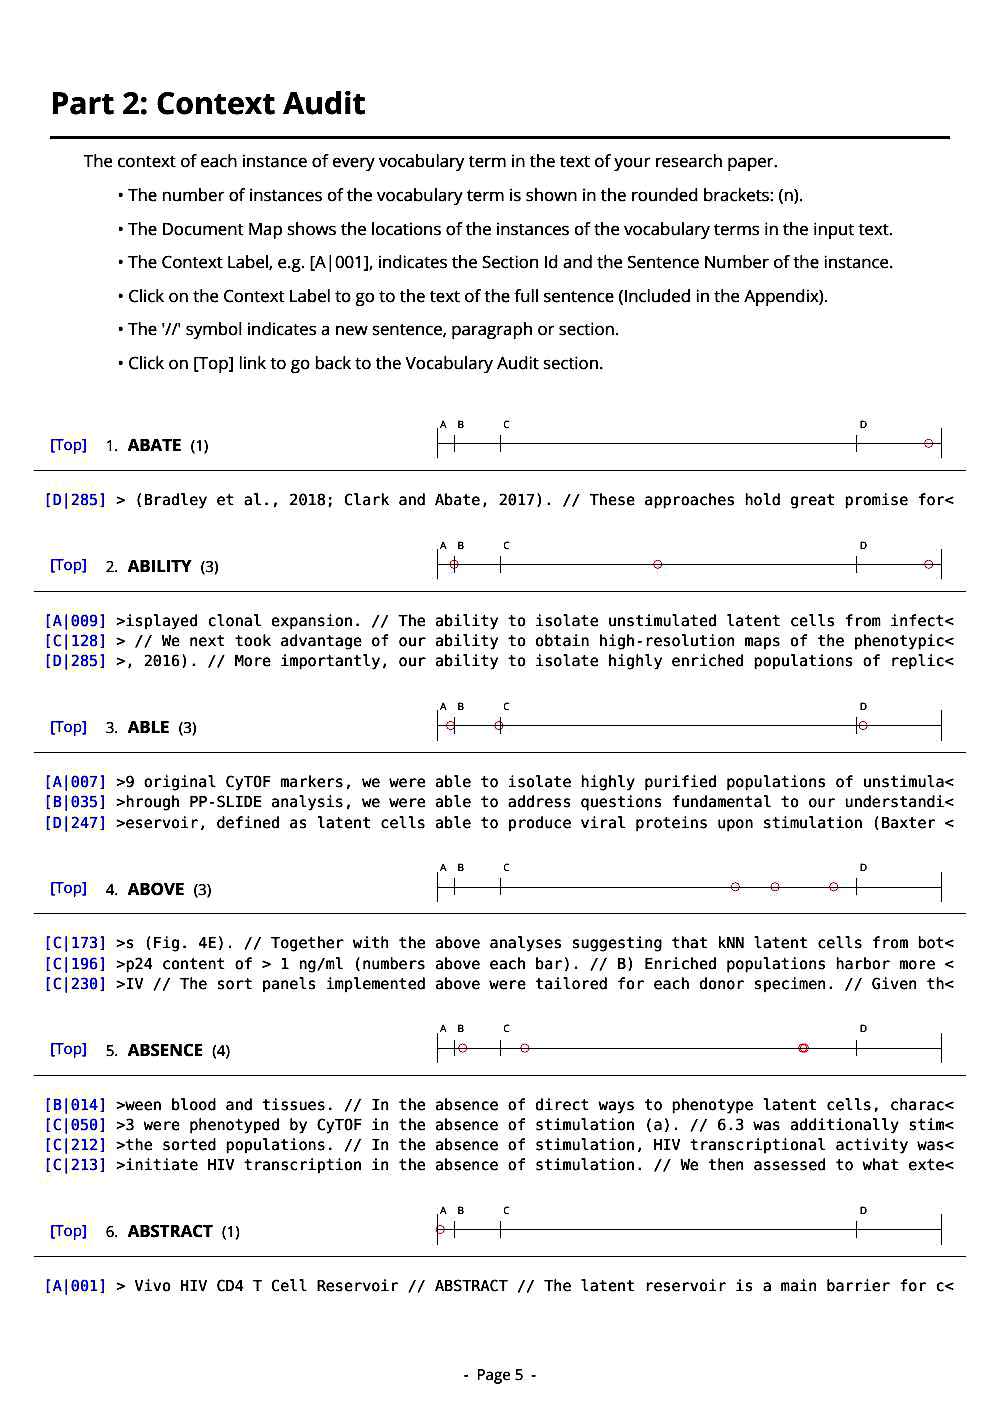 Part 2: Context Audit
The context of each instance of every vocabulary term in the text of your research paper.
• The number of instances of the vocabulary term is shown in the rounded brackets: (n).
• The Document Map shows the locations of the instances of the vocabulary terms in the input text.
• The Context Label, e.g. [A|001], indicates the Section Id and the Sentence Number of the instance.
• Click on the Context Label to go to the text of the full sentence (Included in the Appendix).
• The '//' symbol indicates a new sentence, paragraph or section.
• Click on [Top] link to go back to the Vocabulary Audit section.
A B C D
[Top] 1. ABATE (1)
[D|285] > (Bradley et al., 2018; Clark and Abate, 2017). // These approaches hold great promise for<
A B C D
[Top] 2. ABILITY (3)
[A|009] >isplayed clonal expansion. // The ability to isolate unstimulated latent cells from infect<
[C|128] > // We next took advantage of our ability to obtain high-resolution maps of the phenotypic<
[D|285] >, 2016). // More importantly, our ability to isolate highly enriched populations of replic<
A B C D
[Top] 3. ABLE (3)
[A|007] >9 original CyTOF markers, we were able to isolate highly purified populations of unstimula<
[B|035] >hrough PP-SLIDE analysis, we were able to address questions fundamental to our understandi<
[D|247] >eservoir, defined as latent cells able to produce viral proteins upon stimulation (Baxter <
A B C D
[Top] 4. ABOVE (3)
[C|173] >s (Fig. 4E). // Together with the above analyses suggesting that kNN latent cells from bot<
[C|196] >p24 content of > 1 ng/ml (numbers above each bar). // B) Enriched populations harbor more <
[C|230] >IV // The sort panels implemented above were tailored for each donor specimen. // Given th<
A B C D
[Top] 5. ABSENCE (4)
[B|014] >ween blood and tissues. // In the absence of direct ways to phenotype latent cells, charac<
[C|050] >3 were phenotyped by CyTOF in the absence of stimulation (a). // 6.3 was additionally stim<
[C|212] >the sorted populations. // In the absence of stimulation, HIV transcriptional activity was<
[C|213] >initiate HIV transcription in the absence of stimulation. // We then assessed to what exte<
A B C D
[Top] 6. ABSTRACT (1)
[A|001] > Vivo HIV CD4 T Cell Reservoir // ABSTRACT // The latent reservoir is a main barrier for c<
- Page 5 -